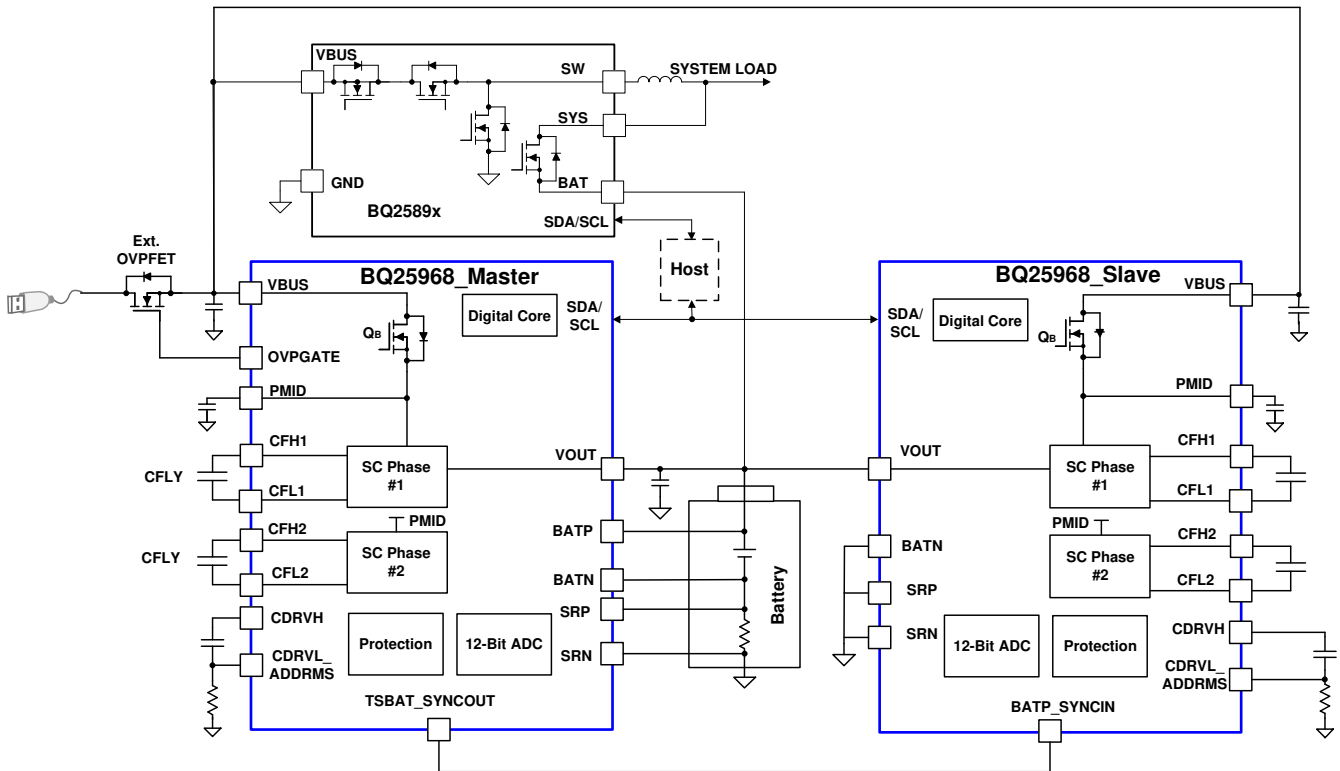 VBUS
SW
SYSTEM LOAD
SYS
GND
BAT
BQ2589x
SDA/SCL
Host
Ext.
OVPFET
BQ25968_Master
VBUS
Digital Core
SDA/
SCL
QB
OVPGATE
PMID
CFH1
CFLY
CFL1
SC Phase
#1
VOUT
PMID
CFH2
CFLY
CFL2
SC Phase
#2
BATP
BATN
SRP
SRN
CDRVH
CDRVL_
ADDRMS
Protection
12-Bit ADC
TSBAT_SYNCOUT
Battery
BQ25968_Slave
VBUS
SDA/
SCL
Digital Core
QB
PMID
VOUT
SC Phase
#1
CFH1
CFL1
PMID
SC Phase
#2
CFH2
CFL2
BATN
SRP
SRN
12-Bit ADC
Protection
CDRVH
CDRVL_
ADDRMS
BATP_SYNCIN